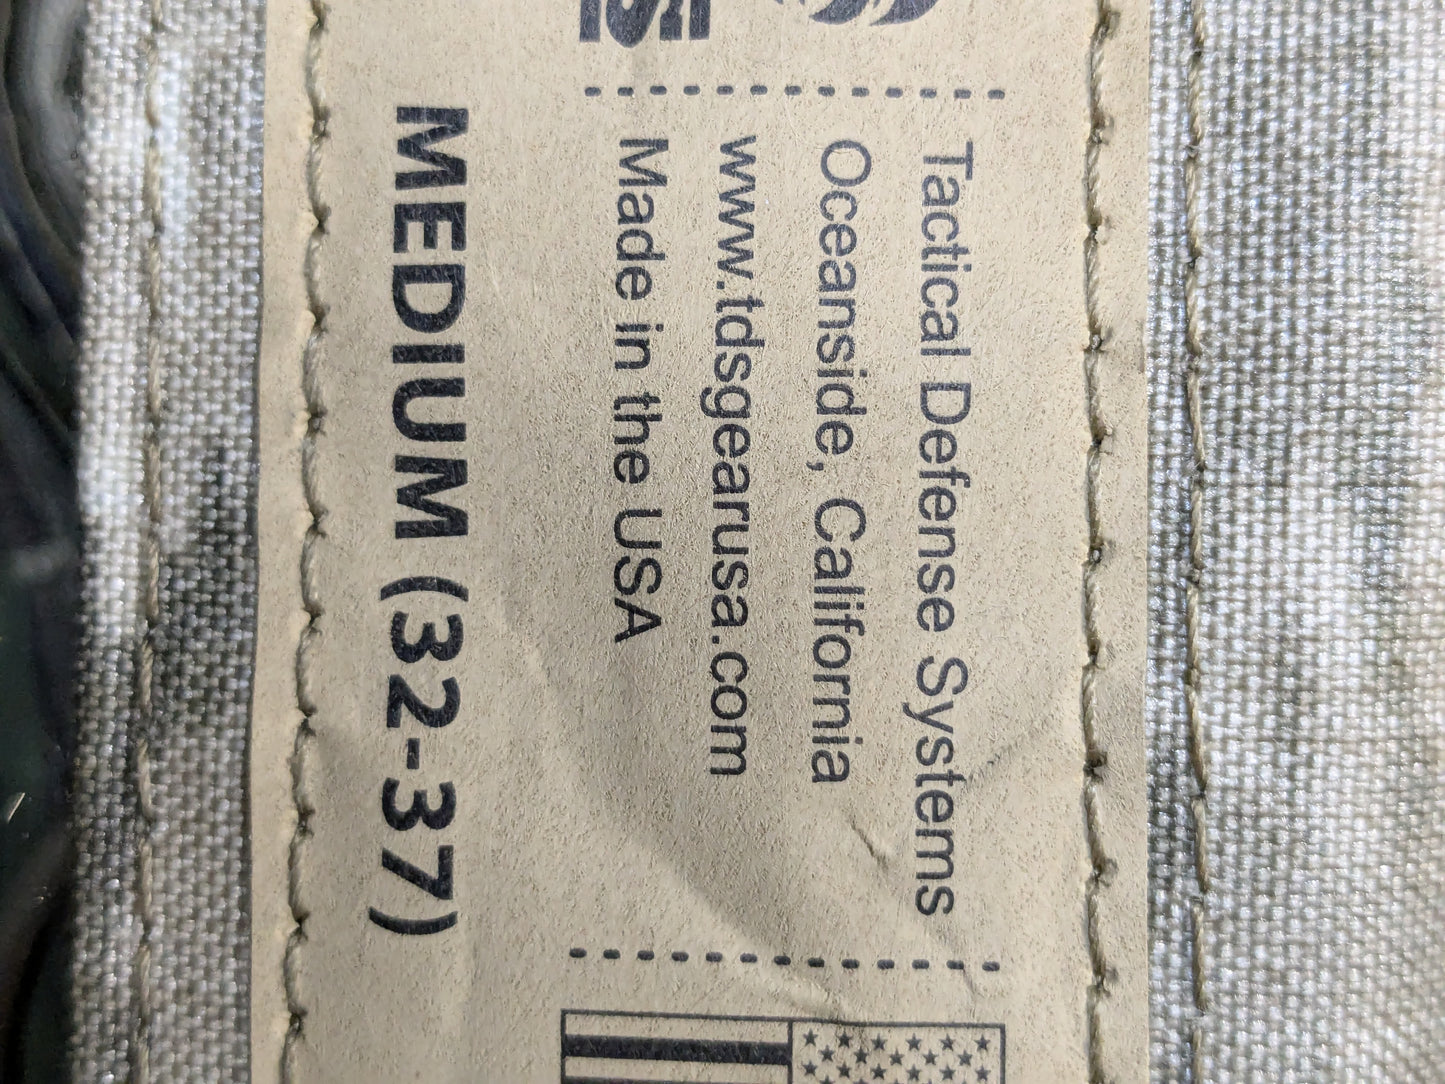 Tactical Defense Systems
Oceanside, California
www.tdsgearusa.com
Made in the USA
MEDIUM (32-37)